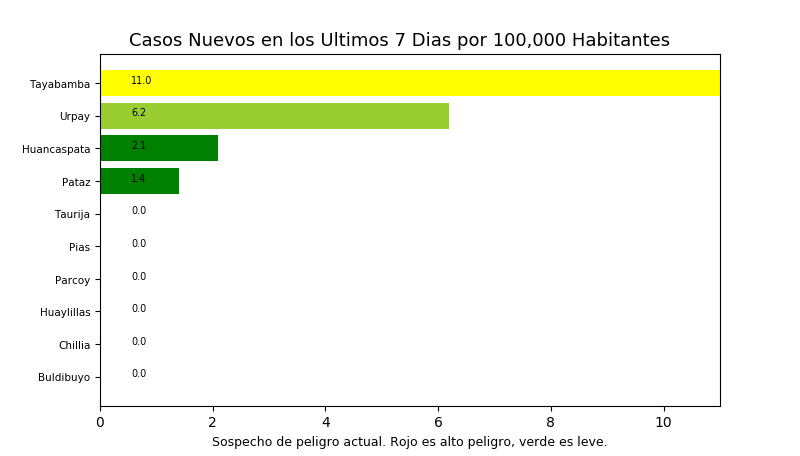 Casos Nuevos en los Ultimos 7 Dias por 100,000 Habitantes
Tayabamba 11.0
Urpay 6.2
Huancaspata 2.1
Pataz 1.4
Taurija 0.0
Pias 0.0
Parcoy 0.0
Huaylillas 0.0
Chillia 0.0
Buldibuyo 0.0
0 2 4 6 8 10
Sospecho de peligro actual. Rojo es alto peligro, verde es leve.